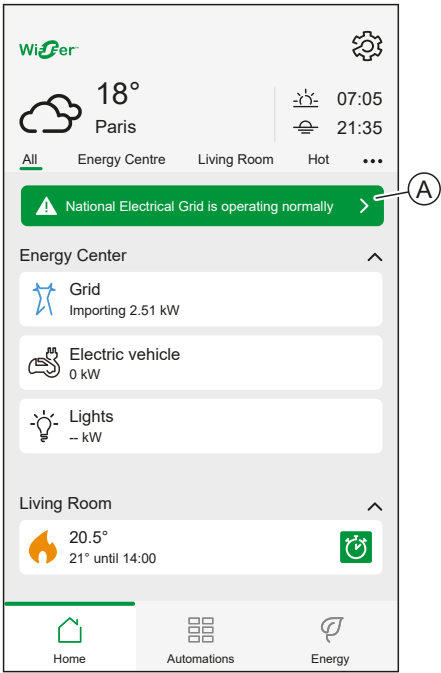 Wiser
18°
07:05
Paris
21:35
All Energy Centre Living Room Hot •••
National Electrical Grid is operating normally
A
Energy Center
Grid
Importing 2.51 kW
Electric vehicle
0 kW
Lights
-- kW
Living Room
20.5°
21° until 14:00
Home Automations Energy